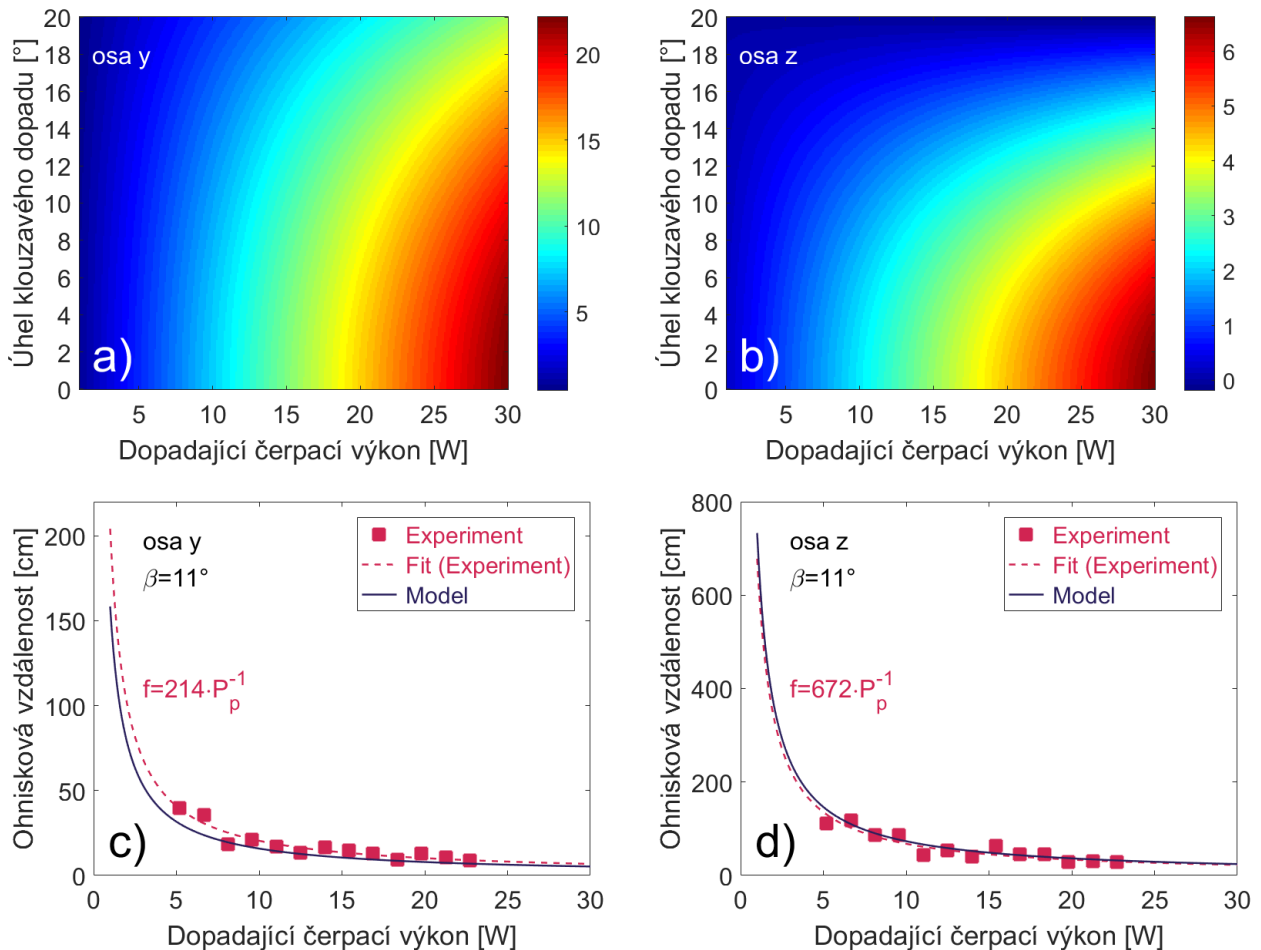 20
18
16
14
12
10
8
6
4
2
0
Úhel klouzavého dopadu [°]
osa y
a)
5
10
15
20
25
30
Dopadající čerpací výkon [W]
20
15
10
5
20
18
16
14
12
10
8
6
4
2
0
Úhel klouzavého dopadu [°]
osa z
b)
5
10
15
20
25
30
Dopadající čerpací výkon [W]
6
5
4
3
2
1
0
200
150
100
50
0
Ohnisková vzdálenost [cm]
osa y
β=11°
Experiment
Fit (Experiment)
Model
f=214·P_p^-1
c)
0
5
10
15
20
25
30
Dopadající čerpací výkon [W]
800
600
400
200
0
Ohnisková vzdálenost [cm]
osa z
β=11°
Experiment
Fit (Experiment)
Model
f=672·P_p^-1
d)
0
5
10
15
20
25
30
Dopadající čerpací výkon [W]